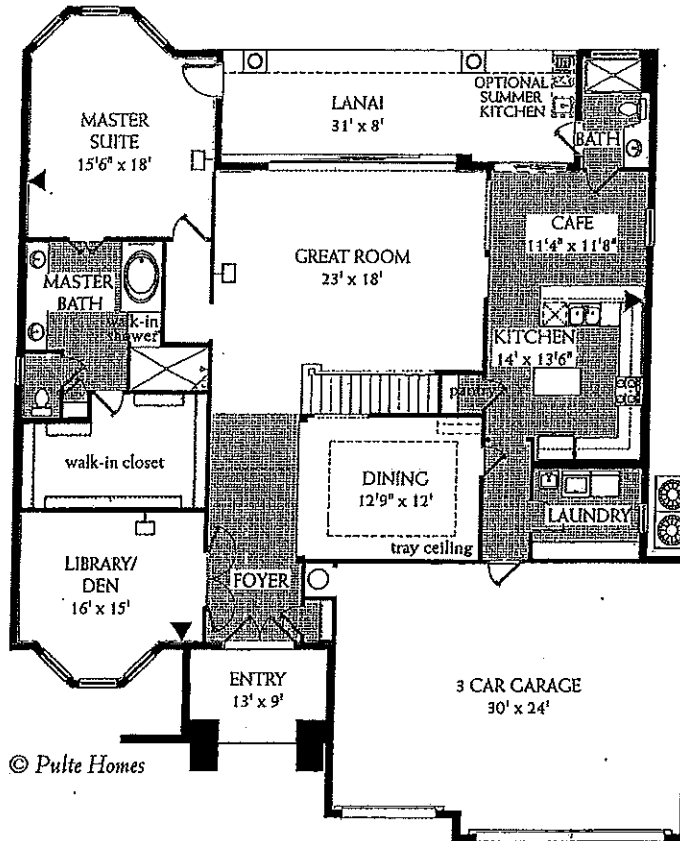 MASTER
SUITE
15'6" x 18'
LANAI
31' x 8'
OPTIONAL
SUMMER
KITCHEN
BATH
CAFE
11'4" x 11'8"
GREAT ROOM
23' x 18'
MASTER
BATH
walk-in
shower
KITCHEN
14' x 13'6"
pantry
walk-in closet
DINING
12'9" x 12'
tray ceiling
LAUNDRY
LIBRARY/
DEN
16' x 15'
FOYER
ENTRY
13' x 9'
3 CAR GARAGE
30' x 24'
© Pulte Homes